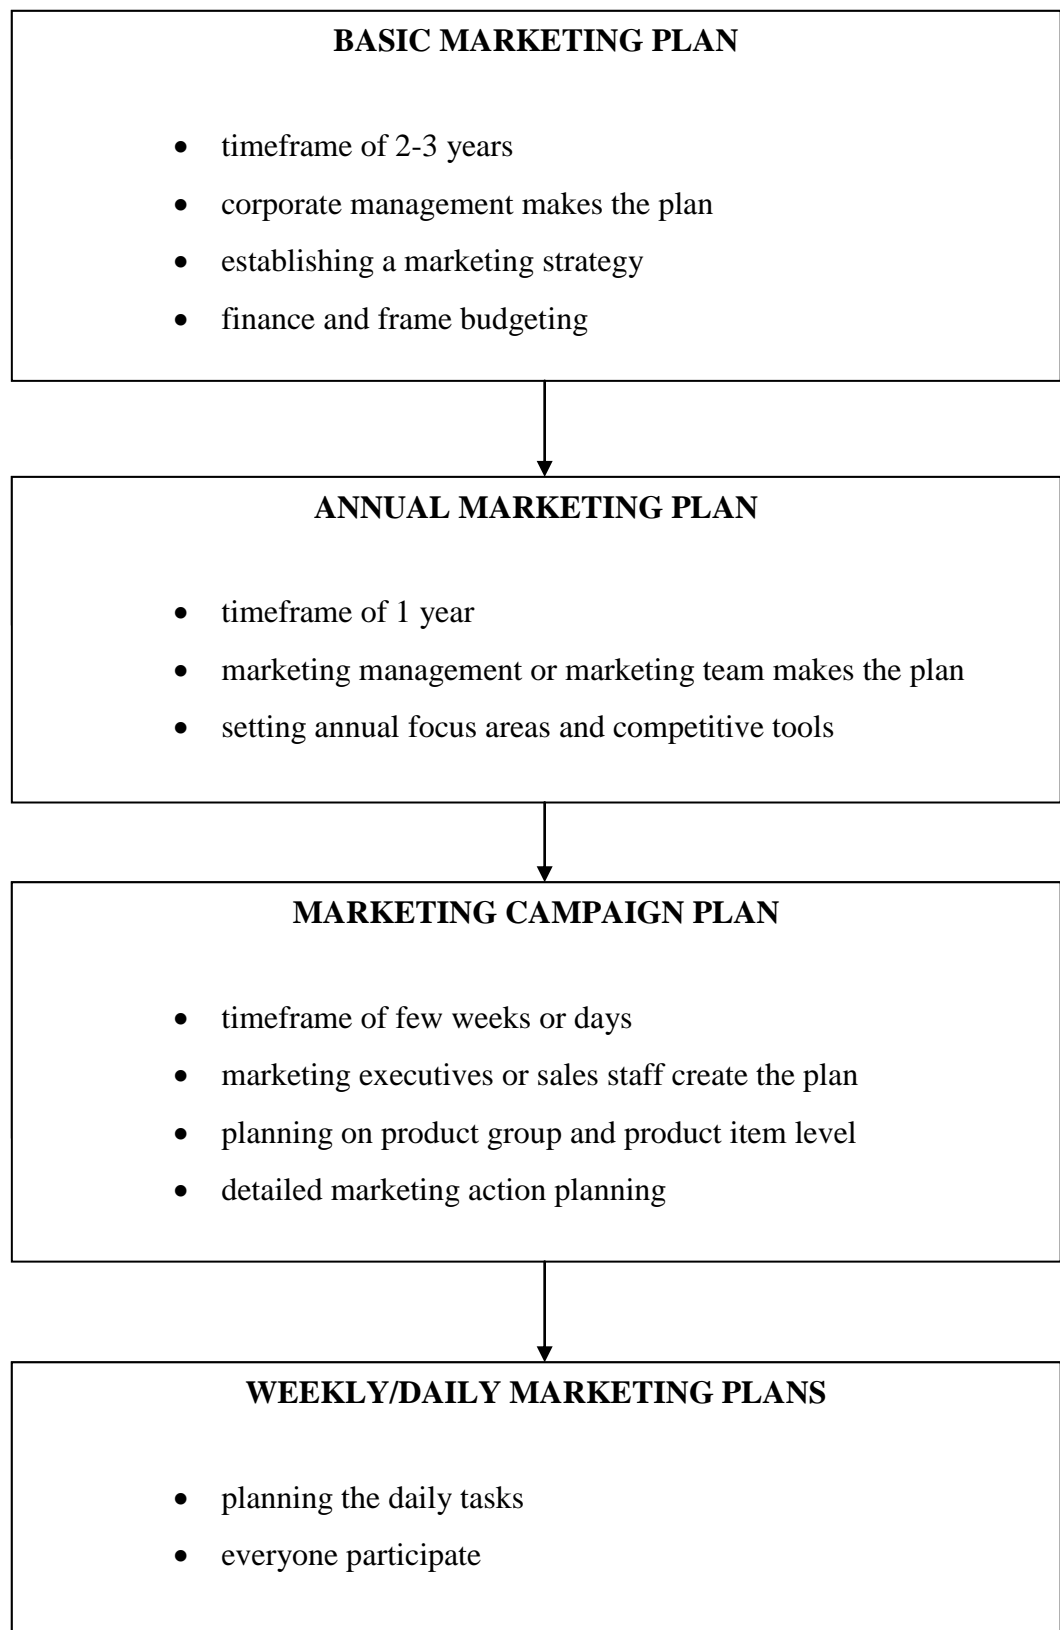 BASIC MARKETING PLAN
• timeframe of 2-3 years
• corporate management makes the plan
• establishing a marketing strategy
• finance and frame budgeting
ANNUAL MARKETING PLAN
• timeframe of 1 year
• marketing management or marketing team makes the plan
• setting annual focus areas and competitive tools
MARKETING CAMPAIGN PLAN
• timeframe of few weeks or days
• marketing executives or sales staff create the plan
• planning on product group and product item level
• detailed marketing action planning
WEEKLY/DAILY MARKETING PLANS
• planning the daily tasks
• everyone participate